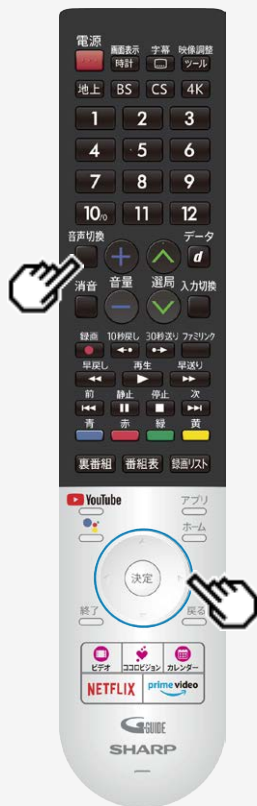 電源
画面表示 字幕 映像調整
時計 ツール
地上 BS CS 4K
1 2 3
4 5 6
7 8 9
10/0 11 12
音声切換 データ
d
消音 音量 選局 入力切換
録画 10秒戻し 30秒送り ファミリンク
早戻し 再生 早送り
前 静止 停止 次
青 赤 緑 黄
裏番組 番組表 録画リスト
YouTube アプリ
ホーム
決定
終了 戻る
ビデオ ココロビジョン カレンダー
NETFLIX prime video
G-GUIDE
SHARP